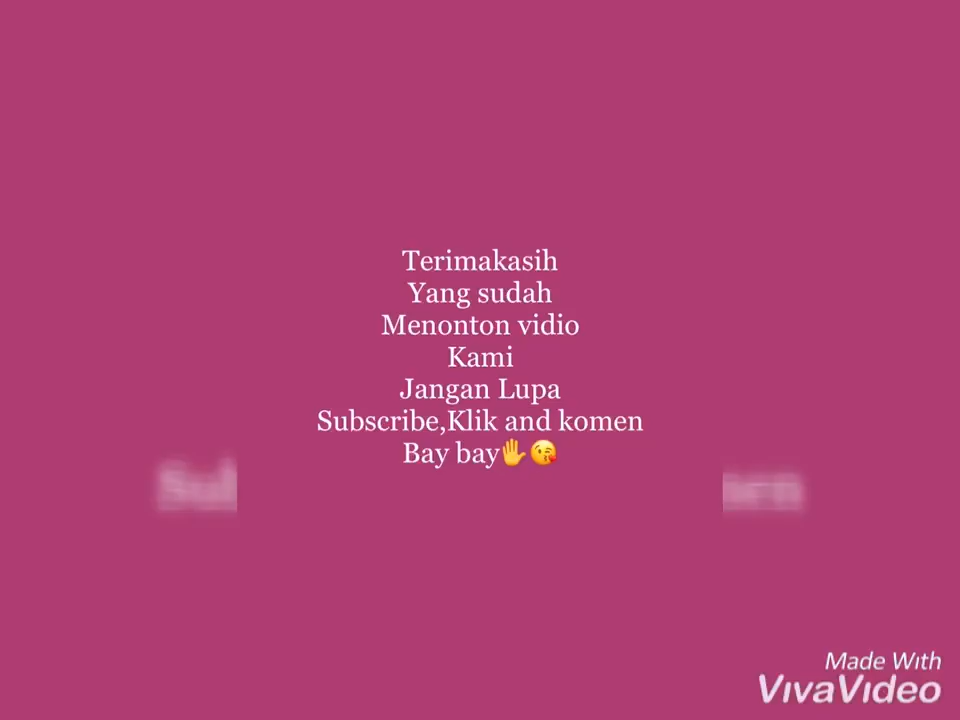 Terimakasih
Yang sudah
Menonton vidio
Kami
Jangan Lupa
Subscribe,Klik and komen
Bay bay✋😘
Made With
VivaVideo